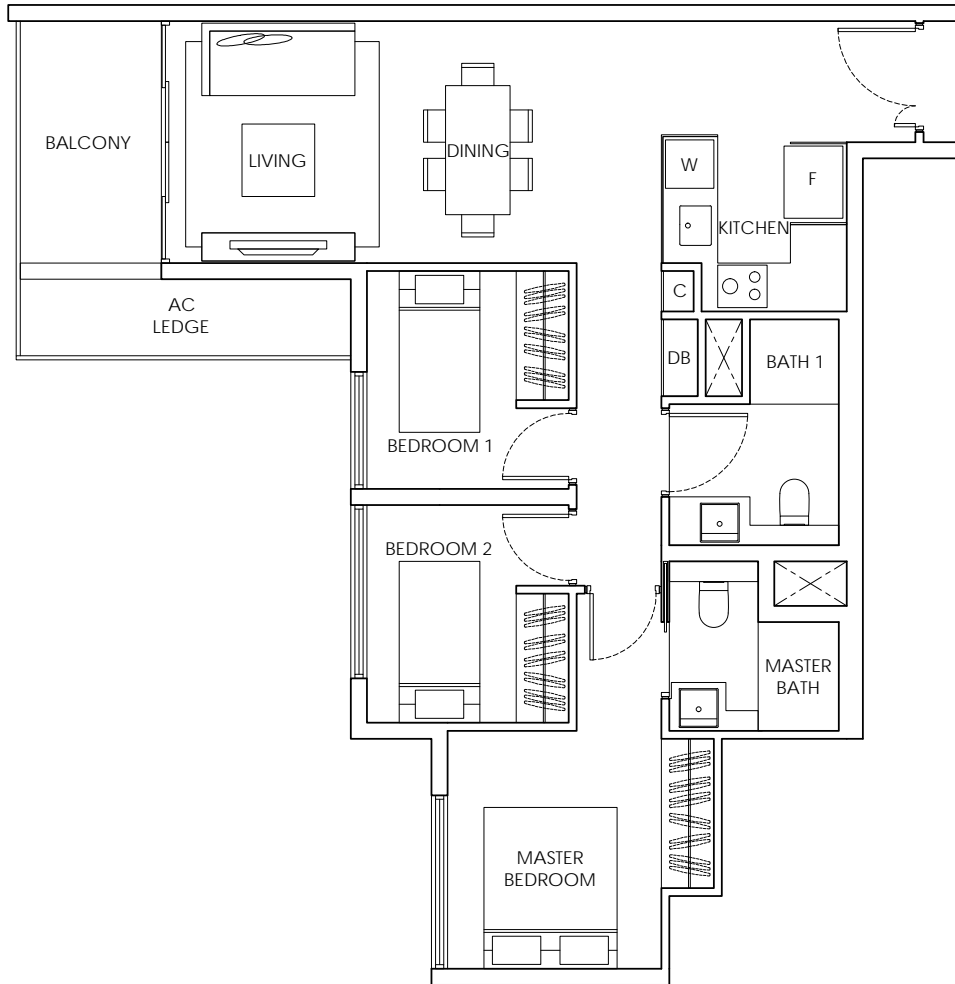 BALCONY
LIVING
DINING
W
F
KITCHEN
AC
LEDGE
C
DB
BATH 1
BEDROOM 1
BEDROOM 2
MASTER
BATH
MASTER
BEDROOM